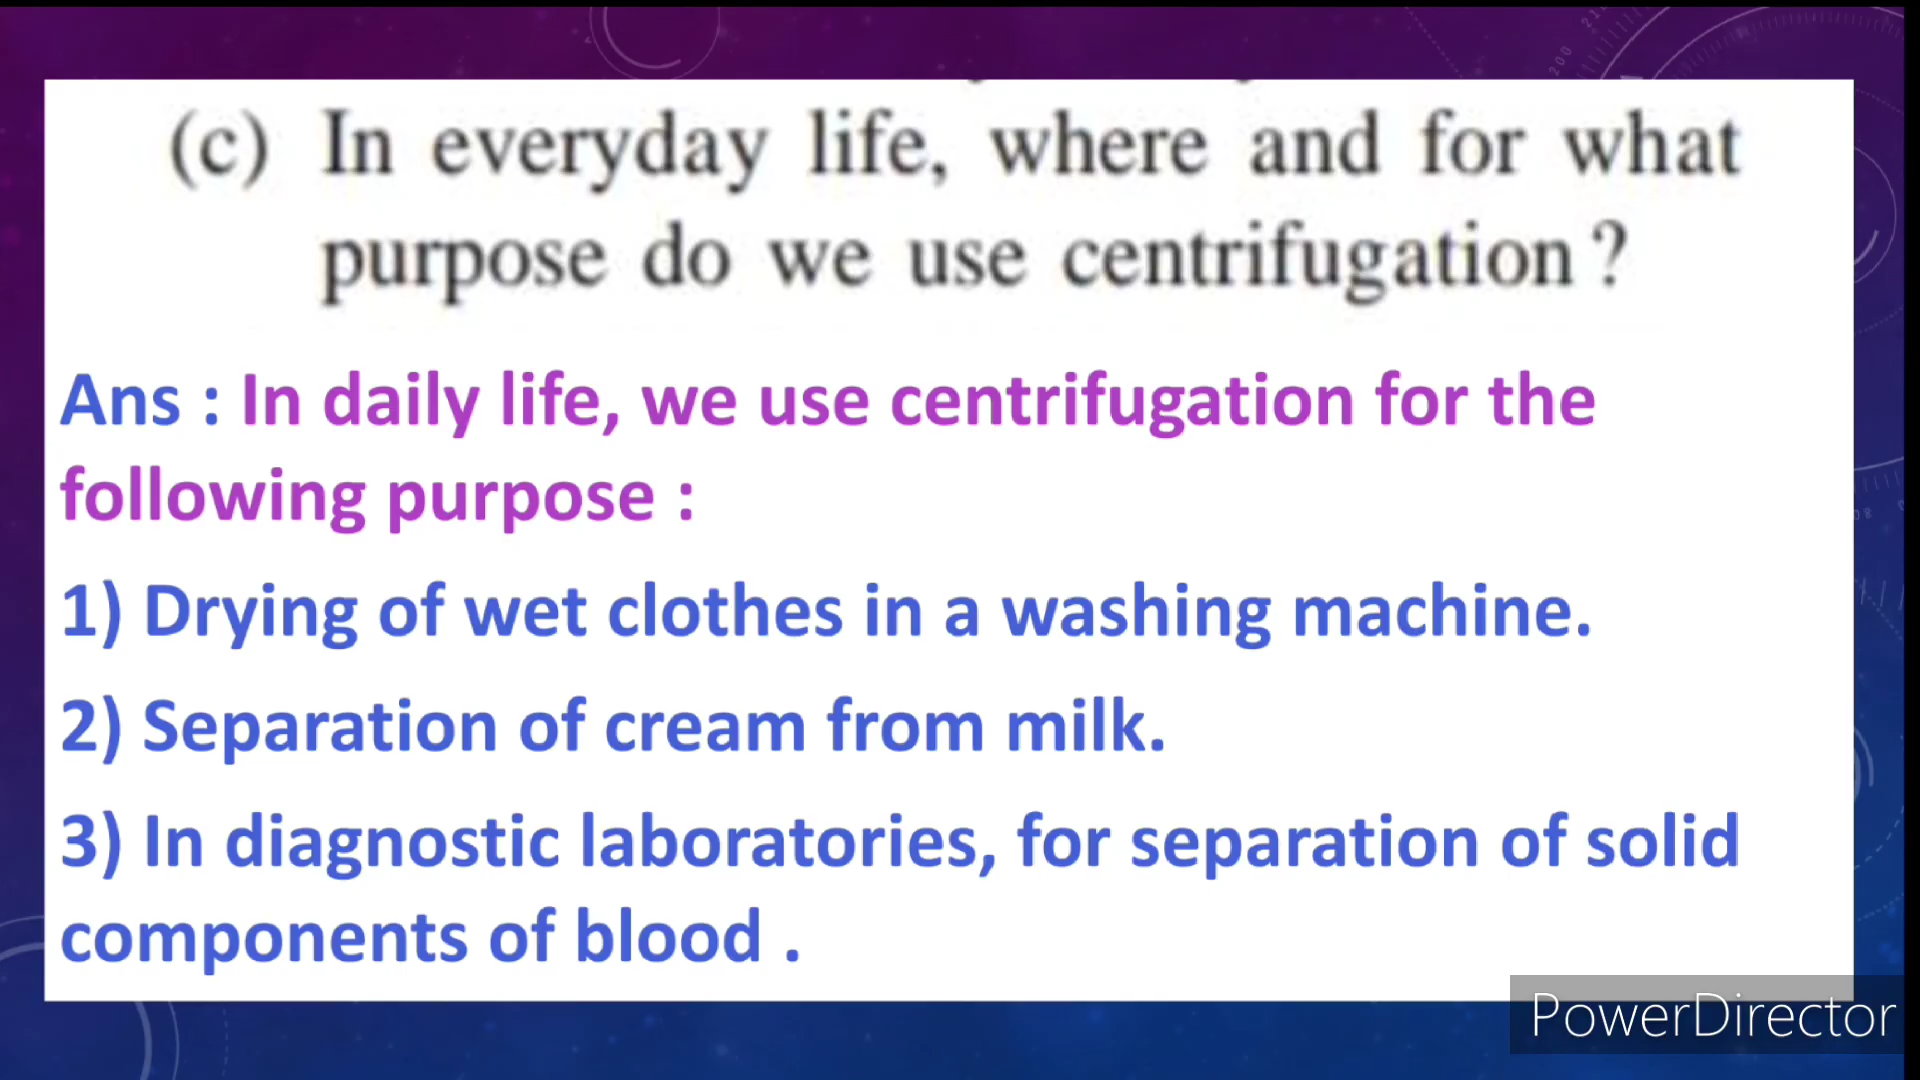 (c) In everyday life, where and for what
purpose do we use centrifugation ?
Ans : In daily life, we use centrifugation for the
following purpose :
1) Drying of wet clothes in a washing machine.
2) Separation of cream from milk.
3) In diagnostic laboratories, for separation of solid
components of blood .
PowerDirector